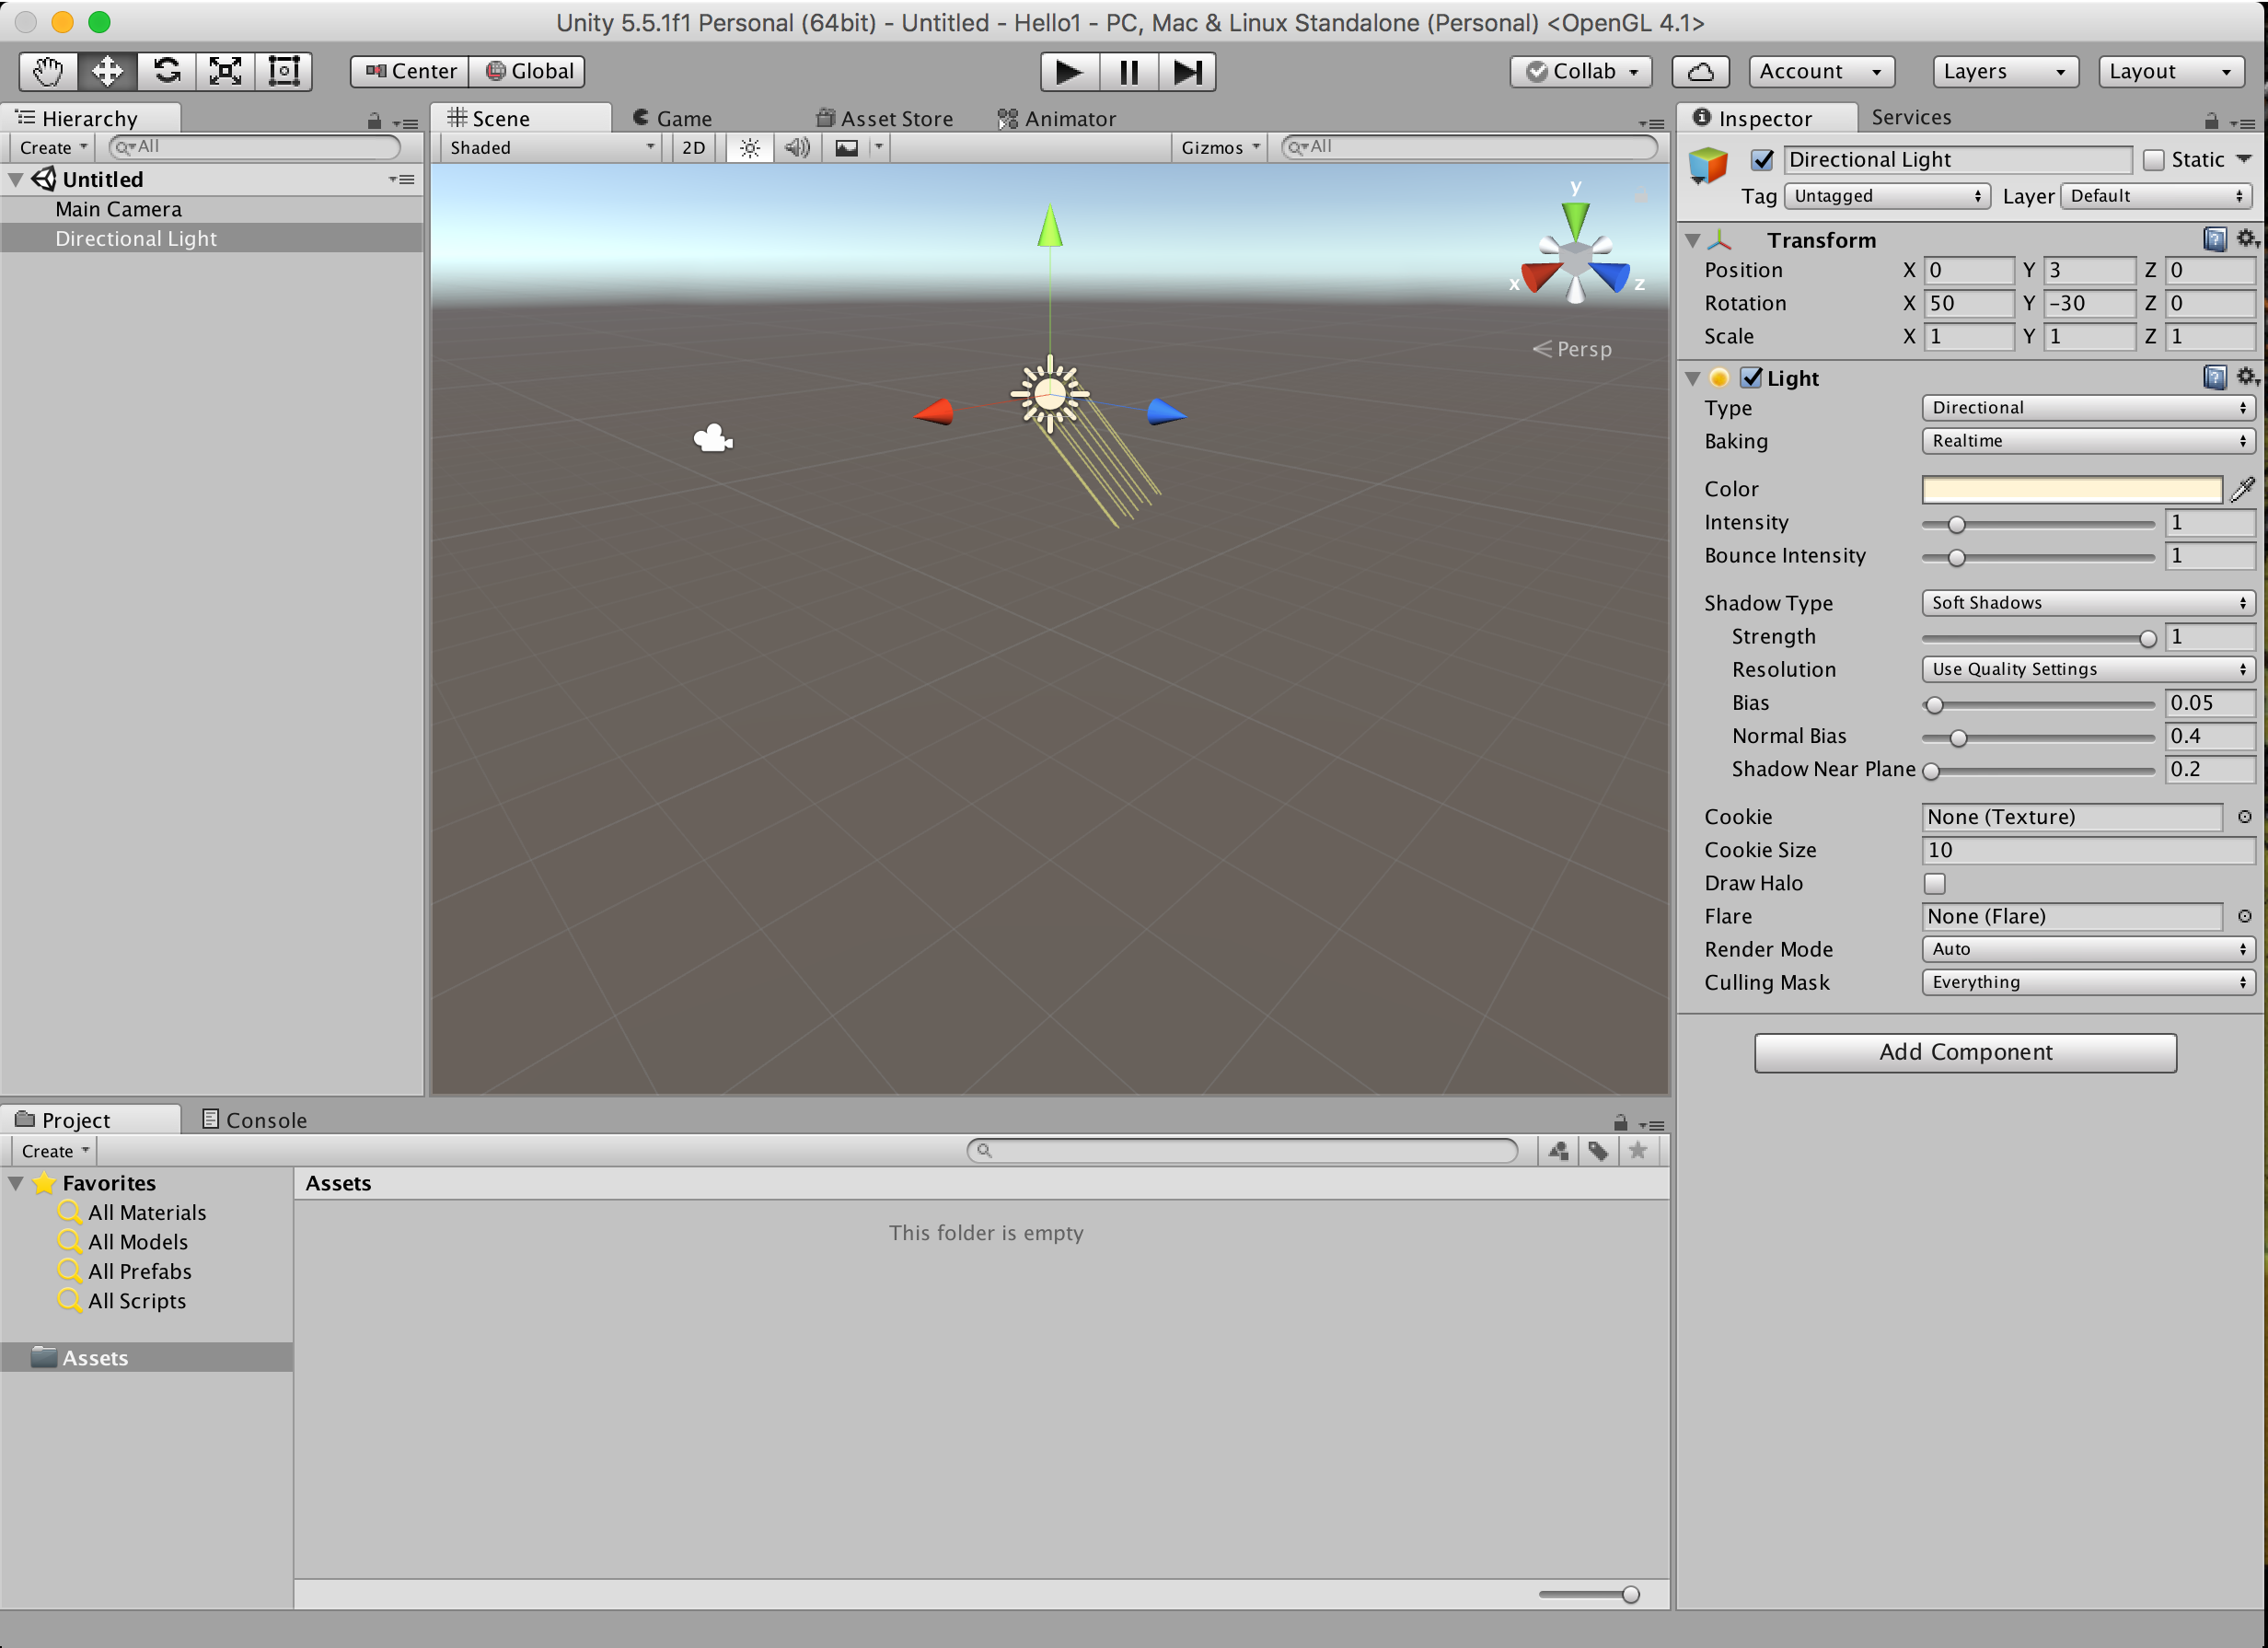 Unity 5.5.1f1 Personal (64bit) - Untitled - Hello1 - PC, Mac & Linux Standalone (Personal) <OpenGL 4.1>
Center Global Collab Account Layers Layout
Hierarchy
Create All
Untitled
Main Camera
Directional Light
Scene Game Asset Store Animator
Shaded 2D Gizmos All
y
x z
Persp
Inspector Services
Directional Light Static
Tag Untagged Layer Default
Transform
Position X 0 Y 3 Z 0
Rotation X 50 Y -30 Z 0
Scale X 1 Y 1 Z 1
Light
Type Directional
Baking Realtime
Color
Intensity 1
Bounce Intensity 1
Shadow Type Soft Shadows
Strength 1
Resolution Use Quality Settings
Bias 0.05
Normal Bias 0.4
Shadow Near Plane 0.2
Cookie None (Texture)
Cookie Size 10
Draw Halo
Flare None (Flare)
Render Mode Auto
Culling Mask Everything
Add Component
Project Console
Create
Favorites
All Materials
All Models
All Prefabs
All Scripts
Assets
Assets
This folder is empty